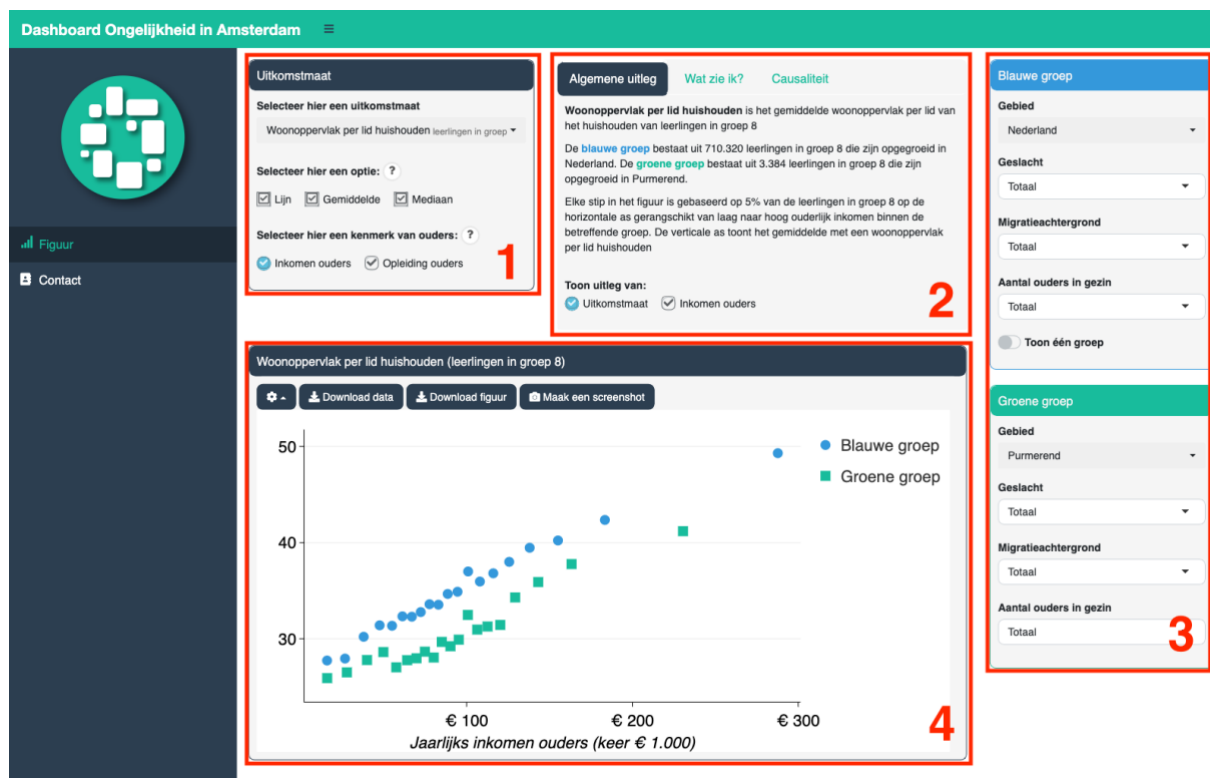 Dashboard Ongelijkheid in Amsterdam
Figuur
Contact
Uitkomstmaat
Selecteer hier een uitkomstmaat
Woonoppervlak per lid huishouden leerlingen in groep
Selecteer hier een optie: ?
Lijn Gemiddelde Mediaan
Selecteer hier een kenmerk van ouders: ?
Inkomen ouders Opleiding ouders
1
Algemene uitleg Wat zie ik? Causaliteit
Woonoppervlak per lid huishouden is het gemiddelde woonoppervlak per lid van
het huishouden van leerlingen in groep 8
De blauwe groep bestaat uit 710.320 leerlingen in groep 8 die zijn opgegroeid in
Nederland. De groene groep bestaat uit 3.384 leerlingen in groep 8 die zijn
opgegroeid in Purmerend.
Elke stip in het figuur is gebaseerd op 5% van de leerlingen in groep 8 op de
horizontale as gerangschikt van laag naar hoog ouderlijk inkomen binnen de
betreffende groep. De verticale as toont het gemiddelde met een woonoppervlak
per lid huishouden
Toon uitleg van:
Uitkomstmaat Inkomen ouders
2
Blauwe groep
Gebied
Nederland
Geslacht
Totaal
Migratieachtergrond
Totaal
Aantal ouders in gezin
Totaal
Toon één groep
Groene groep
Gebied
Purmerend
Geslacht
Totaal
Migratieachtergrond
Totaal
Aantal ouders in gezin
Totaal
3
Woonoppervlak per lid huishouden (leerlingen in groep 8)
Download data Download figuur Maak een screenshot
50
40
30
Blauwe groep
Groene groep
€ 100 € 200 € 300
Jaarlijks inkomen ouders (keer € 1.000)
4